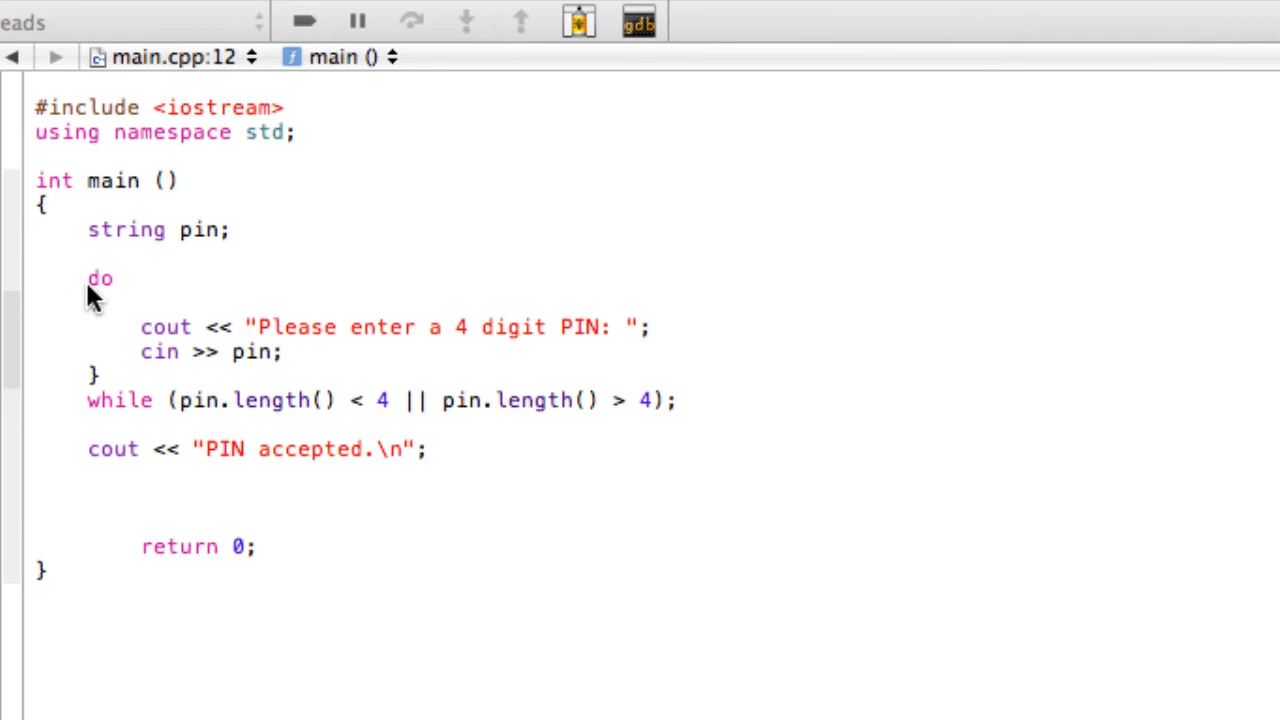 eads
gdb
main.cpp:12 main ()
#include <iostream>
using namespace std;
int main ()
{
string pin;
do
cout << "Please enter a 4 digit PIN: ";
cin >> pin;
}
while (pin.length() < 4 || pin.length() > 4);
cout << "PIN accepted.\n";
return 0;
}